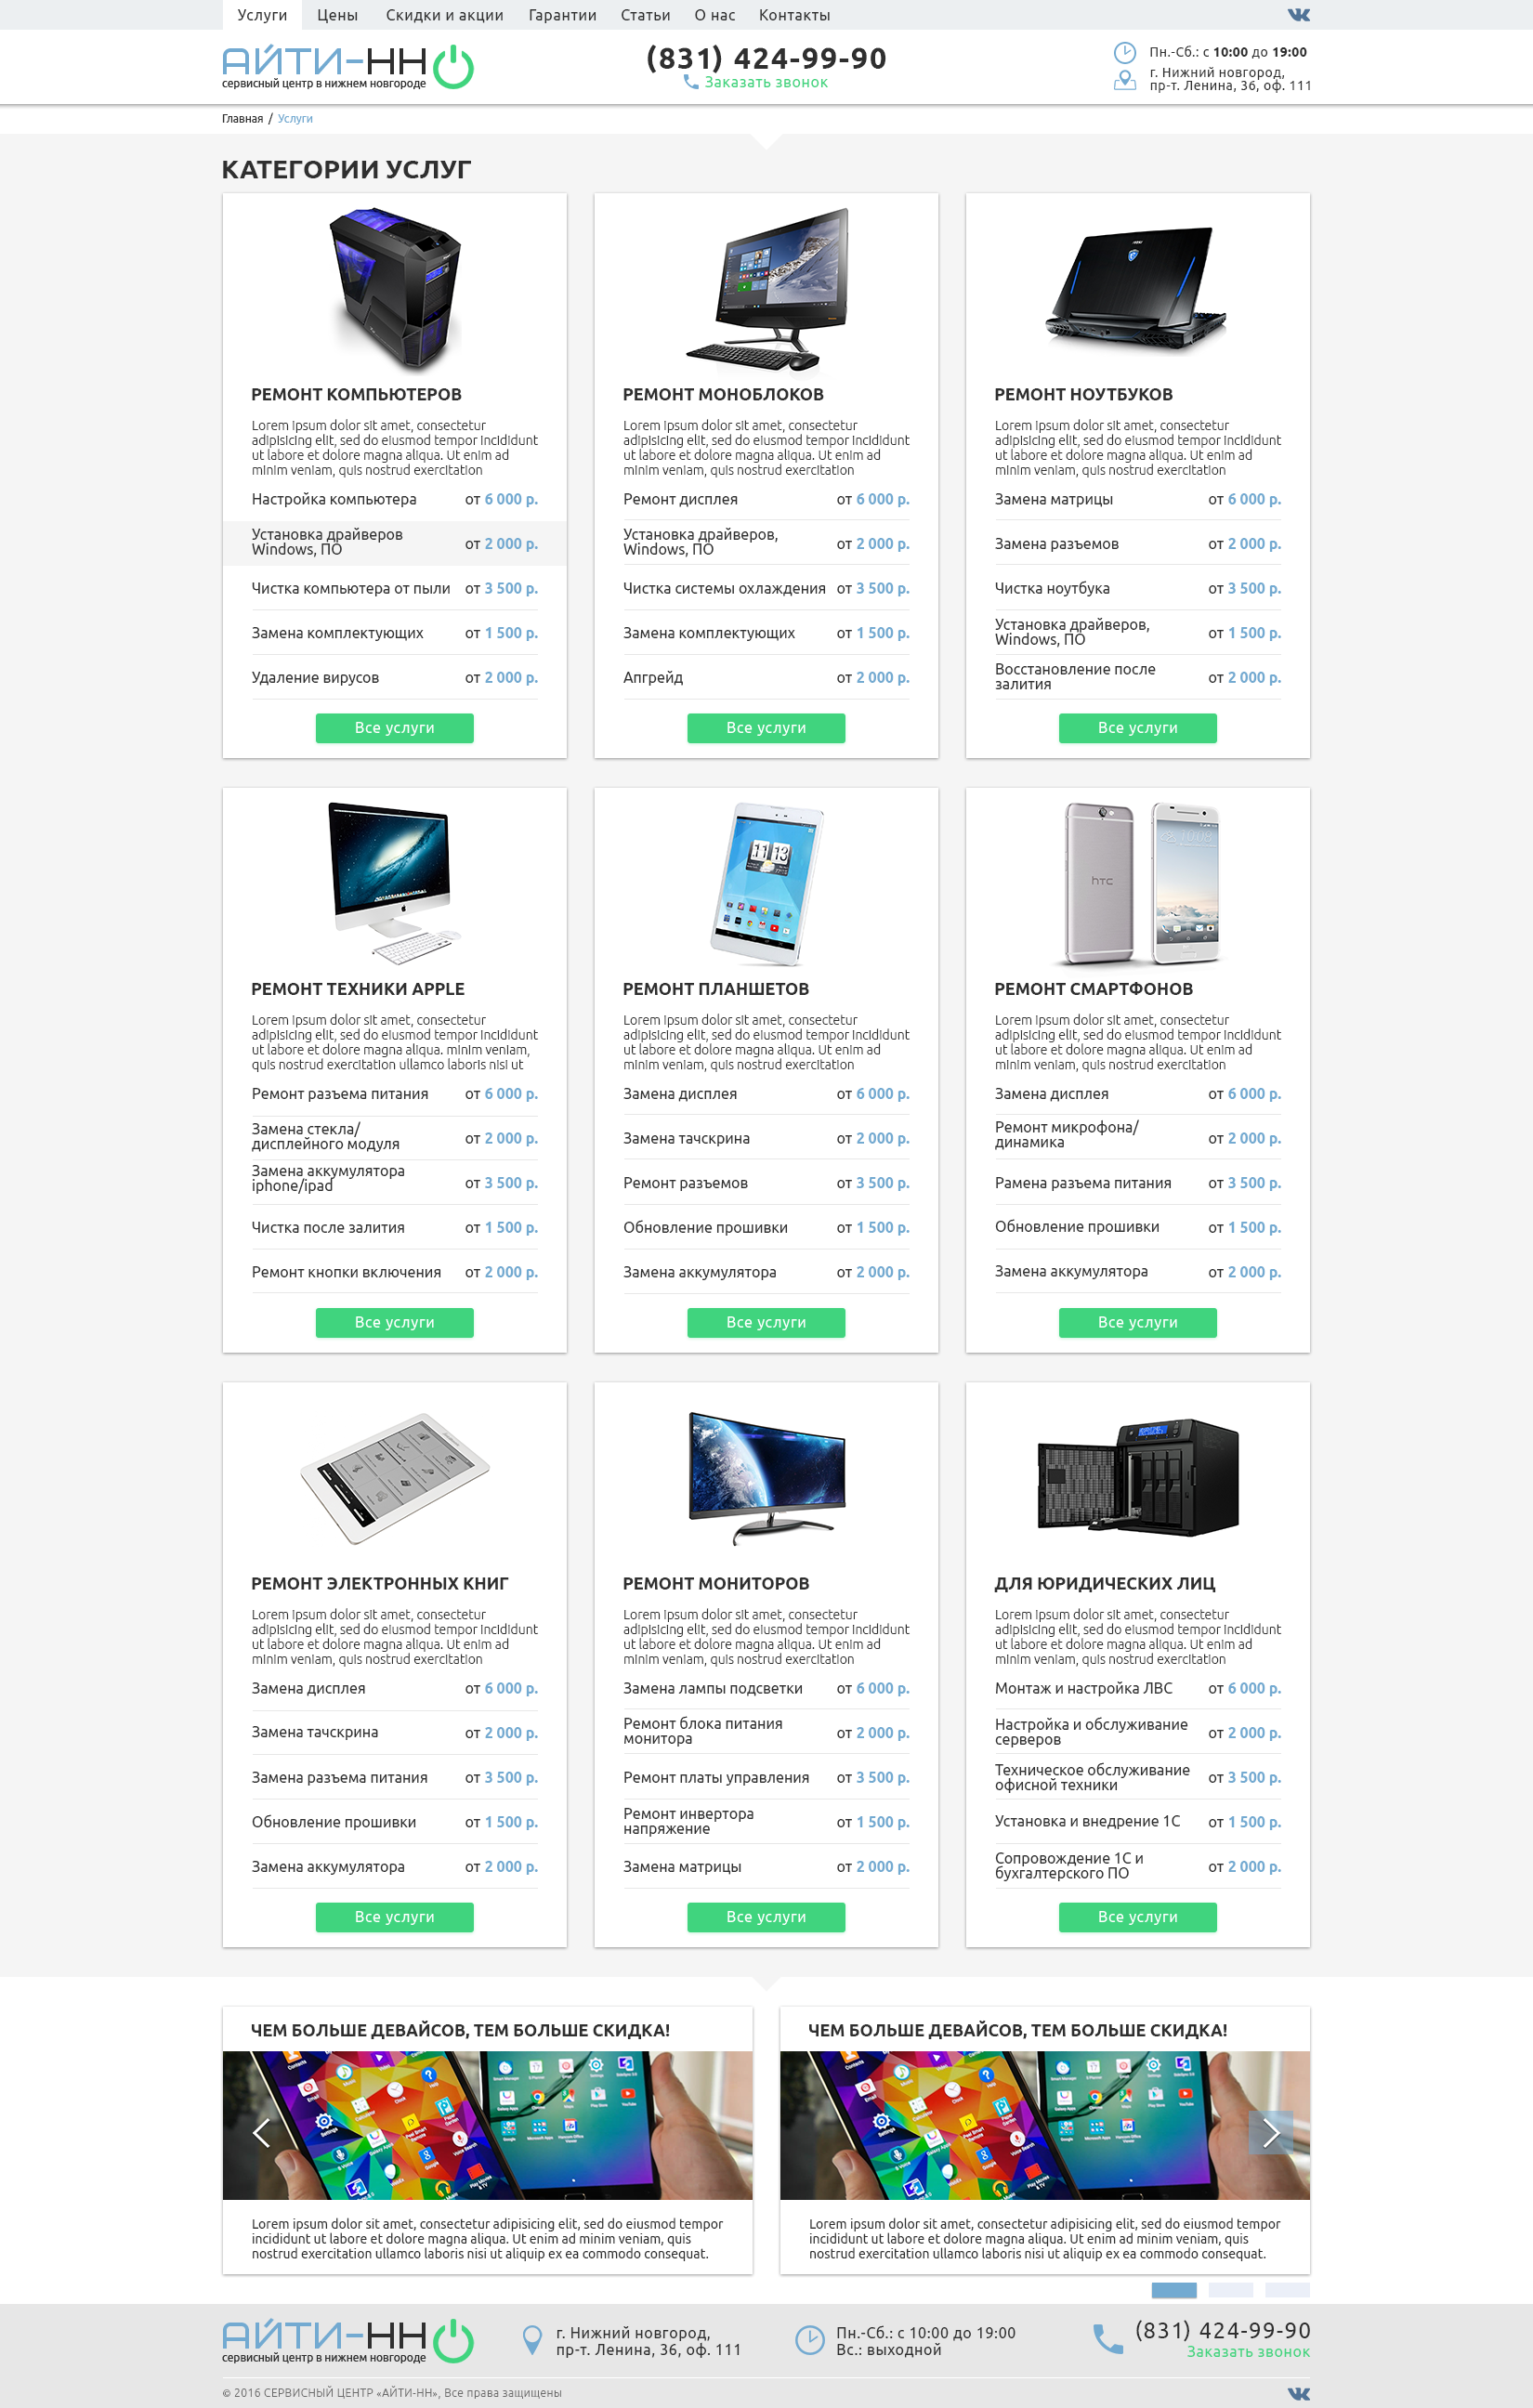 Услуги Цены Скидки и акции Гарантии Статьи О нас Контакты
АЙТИ-НН
сервисный центр в нижнем новгороде
(831) 424-99-90
Заказать звонок
Пн.-Сб.: с 10:00 до 19:00
г. Нижний новгород,
пр-т. Ленина, 36, оф. 111
Главная / Услуги
КАТЕГОРИИ УСЛУГ
РЕМОНТ КОМПЬЮТЕРОВ
Lorem ipsum dolor sit amet, consectetur
adipisicing elit, sed do eiusmod tempor incididunt
ut labore et dolore magna aliqua. Ut enim ad
minim veniam, quis nostrud exercitation
Настройка компьютера от 6 000 р.
Установка драйверов
Windows, ПО от 2 000 р.
Чистка компьютера от пыли от 3 500 р.
Замена комплектующих от 1 500 р.
Удаление вирусов от 2 000 р.
Все услуги
РЕМОНТ МОНОБЛОКОВ
Lorem ipsum dolor sit amet, consectetur
adipisicing elit, sed do eiusmod tempor incididunt
ut labore et dolore magna aliqua. Ut enim ad
minim veniam, quis nostrud exercitation
Ремонт дисплея от 6 000 р.
Установка драйверов,
Windows, ПО от 2 000 р.
Чистка системы охлаждения от 3 500 р.
Замена комплектующих от 1 500 р.
Апгрейд от 2 000 р.
Все услуги
РЕМОНТ НОУТБУКОВ
Lorem ipsum dolor sit amet, consectetur
adipisicing elit, sed do eiusmod tempor incididunt
ut labore et dolore magna aliqua. Ut enim ad
minim veniam, quis nostrud exercitation
Замена матрицы от 6 000 р.
Замена разъемов от 2 000 р.
Чистка ноутбука от 3 500 р.
Установка драйверов,
Windows, ПО от 1 500 р.
Восстановление после
залития от 2 000 р.
Все услуги
РЕМОНТ ТЕХНИКИ APPLE
Lorem ipsum dolor sit amet, consectetur
adipisicing elit, sed do eiusmod tempor incididunt
ut labore et dolore magna aliqua. minim veniam,
quis nostrud exercitation ullamco laboris nisi ut
Ремонт разъема питания от 6 000 р.
Замена стекла/
дисплейного модуля от 2 000 р.
Замена аккумулятора
iphone/ipad от 3 500 р.
Чистка после залития от 1 500 р.
Ремонт кнопки включения от 2 000 р.
Все услуги
РЕМОНТ ПЛАНШЕТОВ
Lorem ipsum dolor sit amet, consectetur
adipisicing elit, sed do eiusmod tempor incididunt
ut labore et dolore magna aliqua. Ut enim ad
minim veniam, quis nostrud exercitation
Замена дисплея от 6 000 р.
Замена тачскрина от 2 000 р.
Ремонт разъемов от 3 500 р.
Обновление прошивки от 1 500 р.
Замена аккумулятора от 2 000 р.
Все услуги
hTC
РЕМОНТ СМАРТФОНОВ
Lorem ipsum dolor sit amet, consectetur
adipisicing elit, sed do eiusmod tempor incididunt
ut labore et dolore magna aliqua. Ut enim ad
minim veniam, quis nostrud exercitation
Замена дисплея от 6 000 р.
Ремонт микрофона/
динамика от 2 000 р.
Рамена разъема питания от 3 500 р.
Обновление прошивки от 1 500 р.
Замена аккумулятора от 2 000 р.
Все услуги
РЕМОНТ ЭЛЕКТРОННЫХ КНИГ
Lorem ipsum dolor sit amet, consectetur
adipisicing elit, sed do eiusmod tempor incididunt
ut labore et dolore magna aliqua. Ut enim ad
minim veniam, quis nostrud exercitation
Замена дисплея от 6 000 р.
Замена тачскрина от 2 000 р.
Замена разъема питания от 3 500 р.
Обновление прошивки от 1 500 р.
Замена аккумулятора от 2 000 р.
Все услуги
РЕМОНТ МОНИТОРОВ
Lorem ipsum dolor sit amet, consectetur
adipisicing elit, sed do eiusmod tempor incididunt
ut labore et dolore magna aliqua. Ut enim ad
minim veniam, quis nostrud exercitation
Замена лампы подсветки от 6 000 р.
Ремонт блока питания
монитора от 2 000 р.
Ремонт платы управления от 3 500 р.
Ремонт инвертора
напряжение от 1 500 р.
Замена матрицы от 2 000 р.
Все услуги
ДЛЯ ЮРИДИЧЕСКИХ ЛИЦ
Lorem ipsum dolor sit amet, consectetur
adipisicing elit, sed do eiusmod tempor incididunt
ut labore et dolore magna aliqua. Ut enim ad
minim veniam, quis nostrud exercitation
Монтаж и настройка ЛВС от 6 000 р.
Настройка и обслуживание
серверов от 2 000 р.
Техническое обслуживание
офисной техники от 3 500 р.
Установка и внедрение 1С от 1 500 р.
Сопровождение 1С и
бухгалтерского ПО от 2 000 р.
Все услуги
ЧЕМ БОЛЬШЕ ДЕВАЙСОВ, ТЕМ БОЛЬШЕ СКИДКА!
Lorem ipsum dolor sit amet, consectetur adipisicing elit, sed do eiusmod tempor
incididunt ut labore et dolore magna aliqua. Ut enim ad minim veniam, quis
nostrud exercitation ullamco laboris nisi ut aliquip ex ea commodo consequat.
ЧЕМ БОЛЬШЕ ДЕВАЙСОВ, ТЕМ БОЛЬШЕ СКИДКА!
Lorem ipsum dolor sit amet, consectetur adipisicing elit, sed do eiusmod tempor
incididunt ut labore et dolore magna aliqua. Ut enim ad minim veniam, quis
nostrud exercitation ullamco laboris nisi ut aliquip ex ea commodo consequat.
АЙТИ-НН
сервисный центр в нижнем новгороде
г. Нижний новгород,
пр-т. Ленина, 36, оф. 111
Пн.-Сб.: с 10:00 до 19:00
Вс.: выходной
(831) 424-99-90
Заказать звонок
© 2016 СЕРВИСНЫЙ ЦЕНТР «АЙТИ-НН», Все права защищены